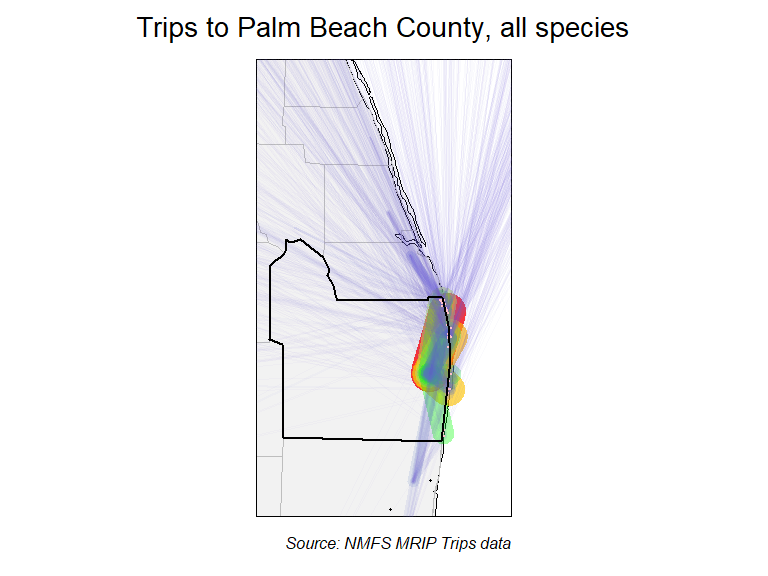 Trips to Palm Beach County, all species
Source: NMFS MRIP Trips data